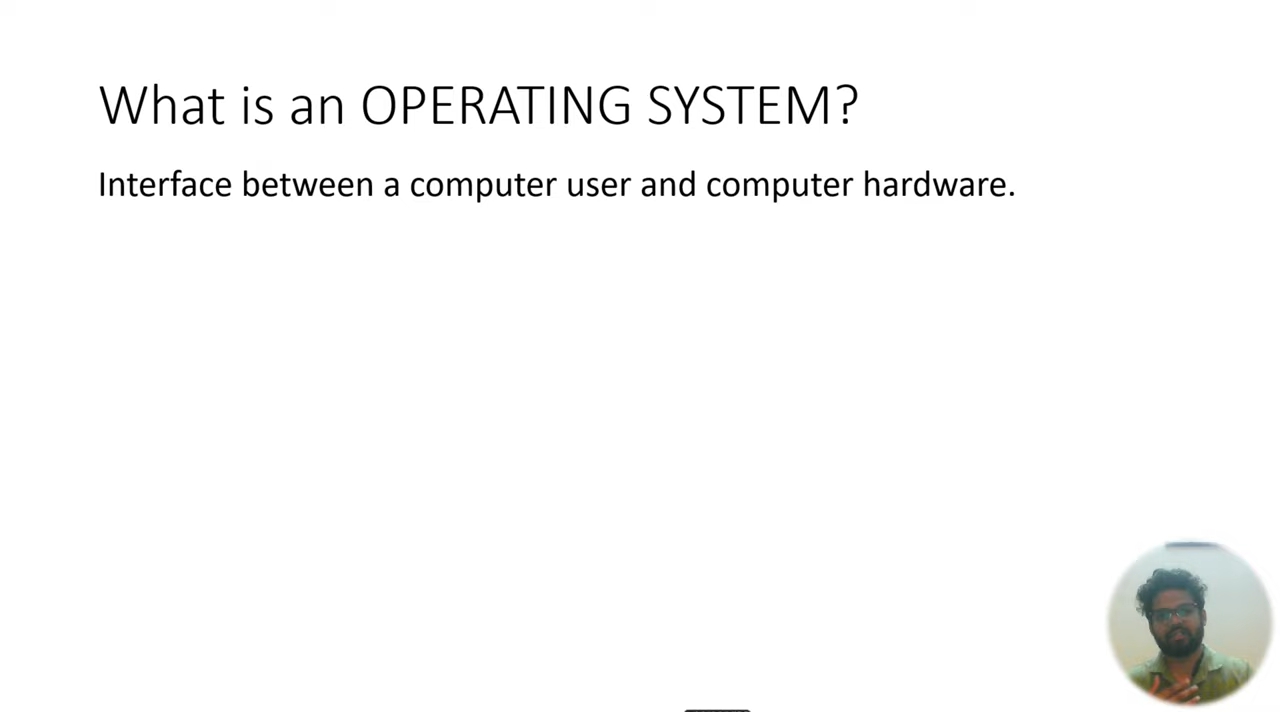 What is an OPERATING SYSTEM?
Interface between a computer user and computer hardware.